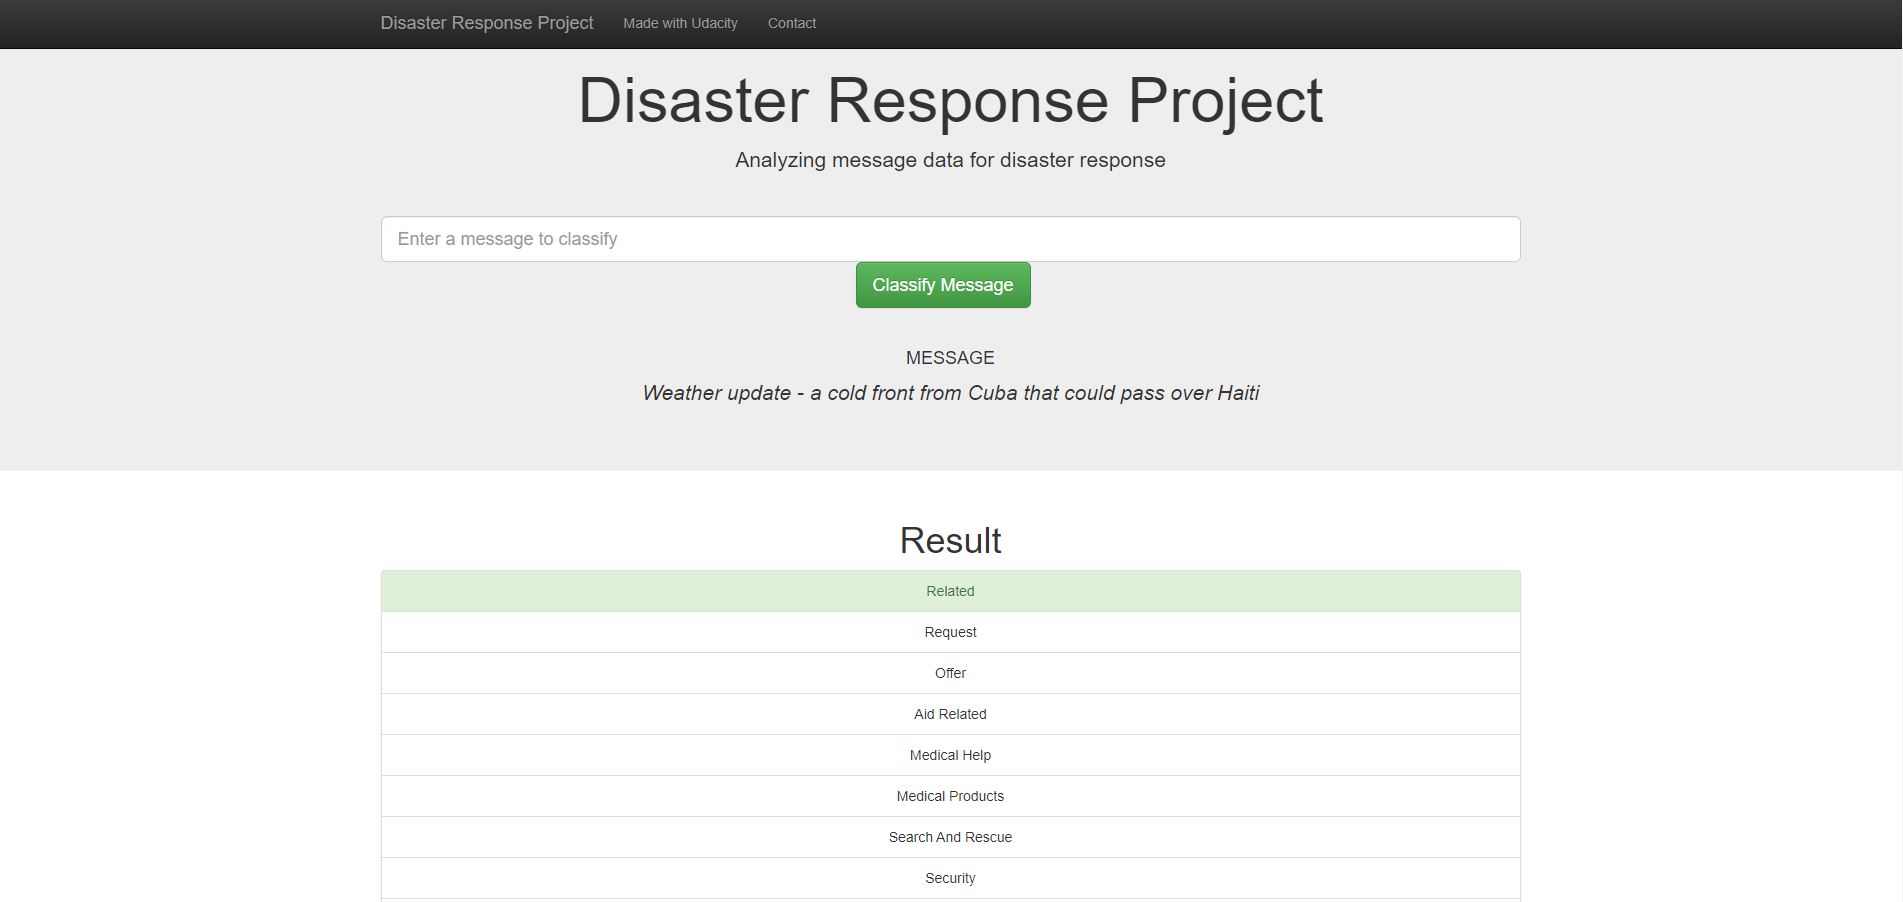 Disaster Response Project Made with Udacity Contact
Disaster Response Project
Analyzing message data for disaster response
Enter a message to classify
Classify Message
MESSAGE
Weather update - a cold front from Cuba that could pass over Haiti
Result
Related
Request
Offer
Aid Related
Medical Help
Medical Products
Search And Rescue
Security